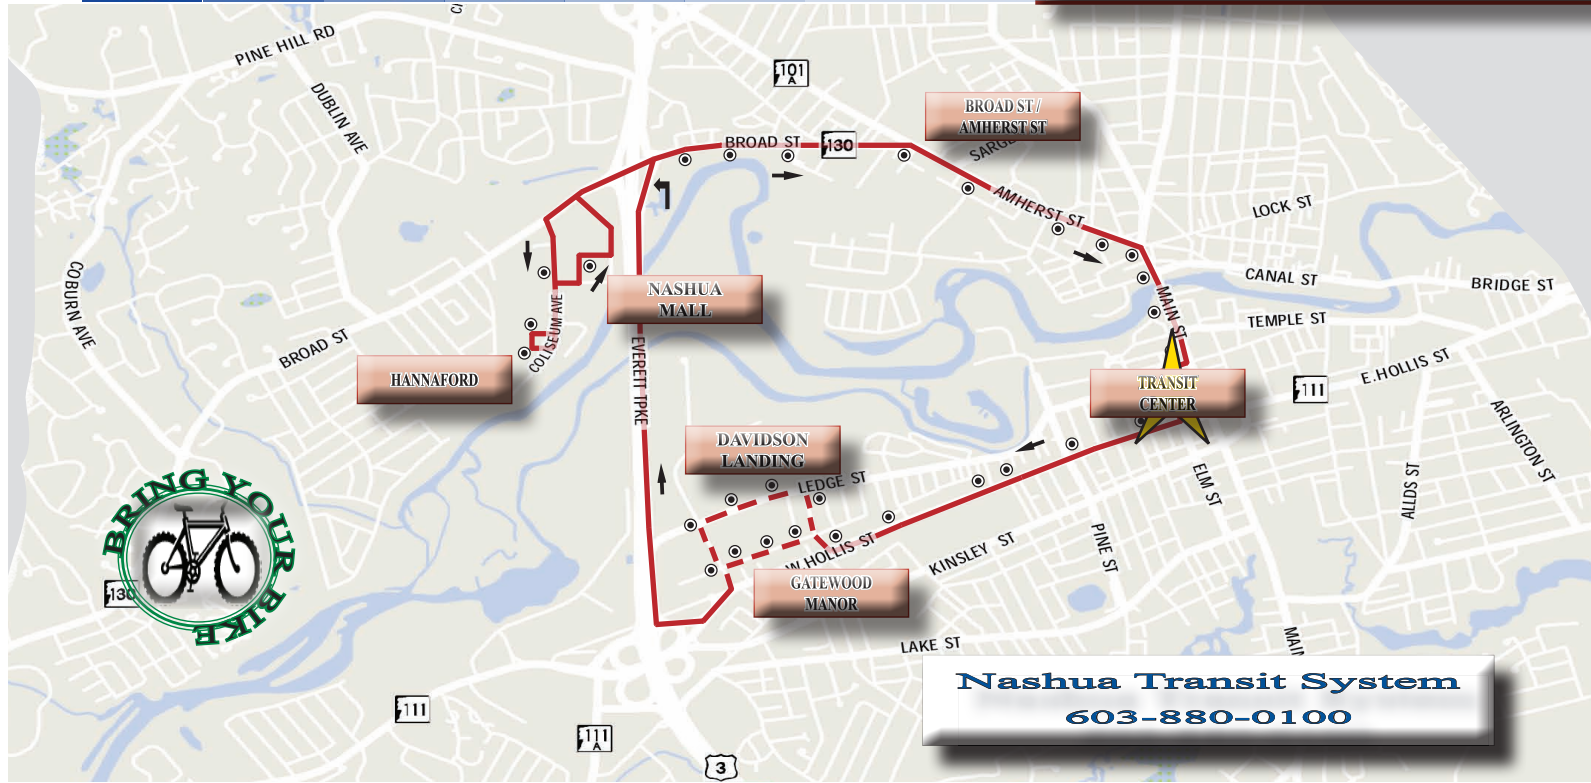 PINE HILL RD
DUBLIN AVE
101
A
BROAD ST /
AMHERST ST
BROAD ST
130
AMHERST ST
LOCK ST
COBURN AVE
CANAL ST
BRIDGE ST
NASHUA
MALL
MAIN ST
TEMPLE ST
COLISEUM AVE
BROAD ST
EVERETT TPKE
HANNAFORD
TRANSIT
CENTER
111
E.HOLLIS ST
ARLINGTON ST
DAVIDSON
LANDING
LEDGE ST
ELM ST
ALLDS ST
BRING YOUR BIKE
W.HOLLIS ST
KINSLEY ST
PINE ST
130
GATEWOOD
MANOR
LAKE ST
MAIN
Nashua Transit System
603-880-0100
111
111
A
3